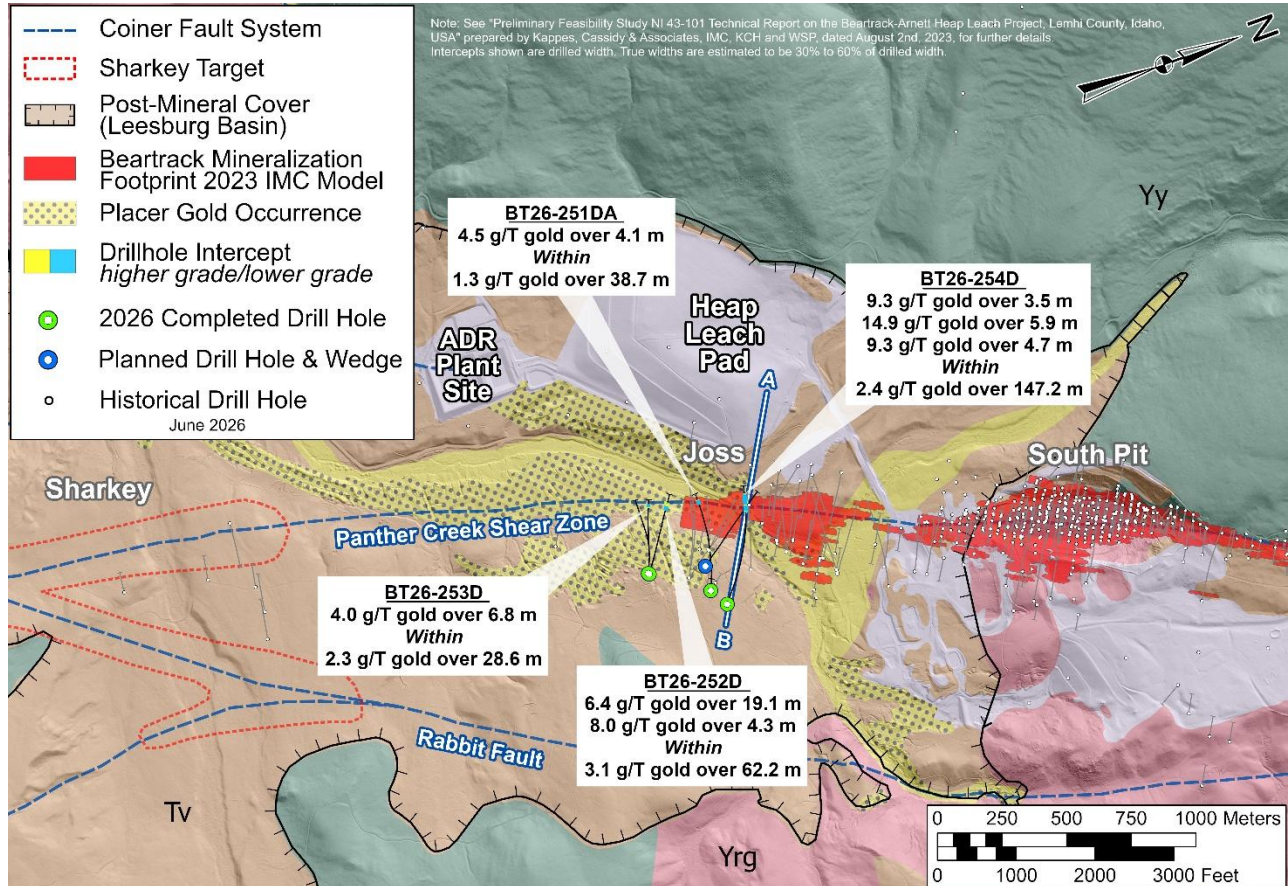 Coiner Fault System
Sharkey Target
Post-Mineral Cover
(Leesburg Basin)
Beartrack Mineralization
Footprint 2023 IMC Model
Placer Gold Occurrence
Drillhole Intercept
higher grade/lower grade
2026 Completed Drill Hole
Planned Drill Hole & Wedge
Historical Drill Hole
June 2026
Note: See "Preliminary Feasibility Study NI 43-101 Technical Report on the Beartrack-Arnett Heap Leach Project, Lemhi County, Idaho,
USA" prepared by Kappes, Cassidy & Associates, IMC, KCH and WSP, dated August 2nd, 2023, for further details.
Intercepts shown are drilled width. True widths are estimated to be 30% to 60% of drilled width.
N
Yy
BT26-251DA
4.5 g/T gold over 4.1 m
Within
1.3 g/T gold over 38.7 m
BT26-254D
9.3 g/T gold over 3.5 m
14.9 g/T gold over 5.9 m
9.3 g/T gold over 4.7 m
Within
2.4 g/T gold over 147.2 m
Heap
Leach
Pad
ADR
Plant
Site
A
Joss
South Pit
Sharkey
Panther Creek Shear Zone
B
BT26-253D
4.0 g/T gold over 6.8 m
Within
2.3 g/T gold over 28.6 m
BT26-252D
6.4 g/T gold over 19.1 m
8.0 g/T gold over 4.3 m
Within
3.1 g/T gold over 62.2 m
Rabbit Fault
Tv
Yrg
0 250 500 750 1000 Meters
0 1000 2000 3000 Feet